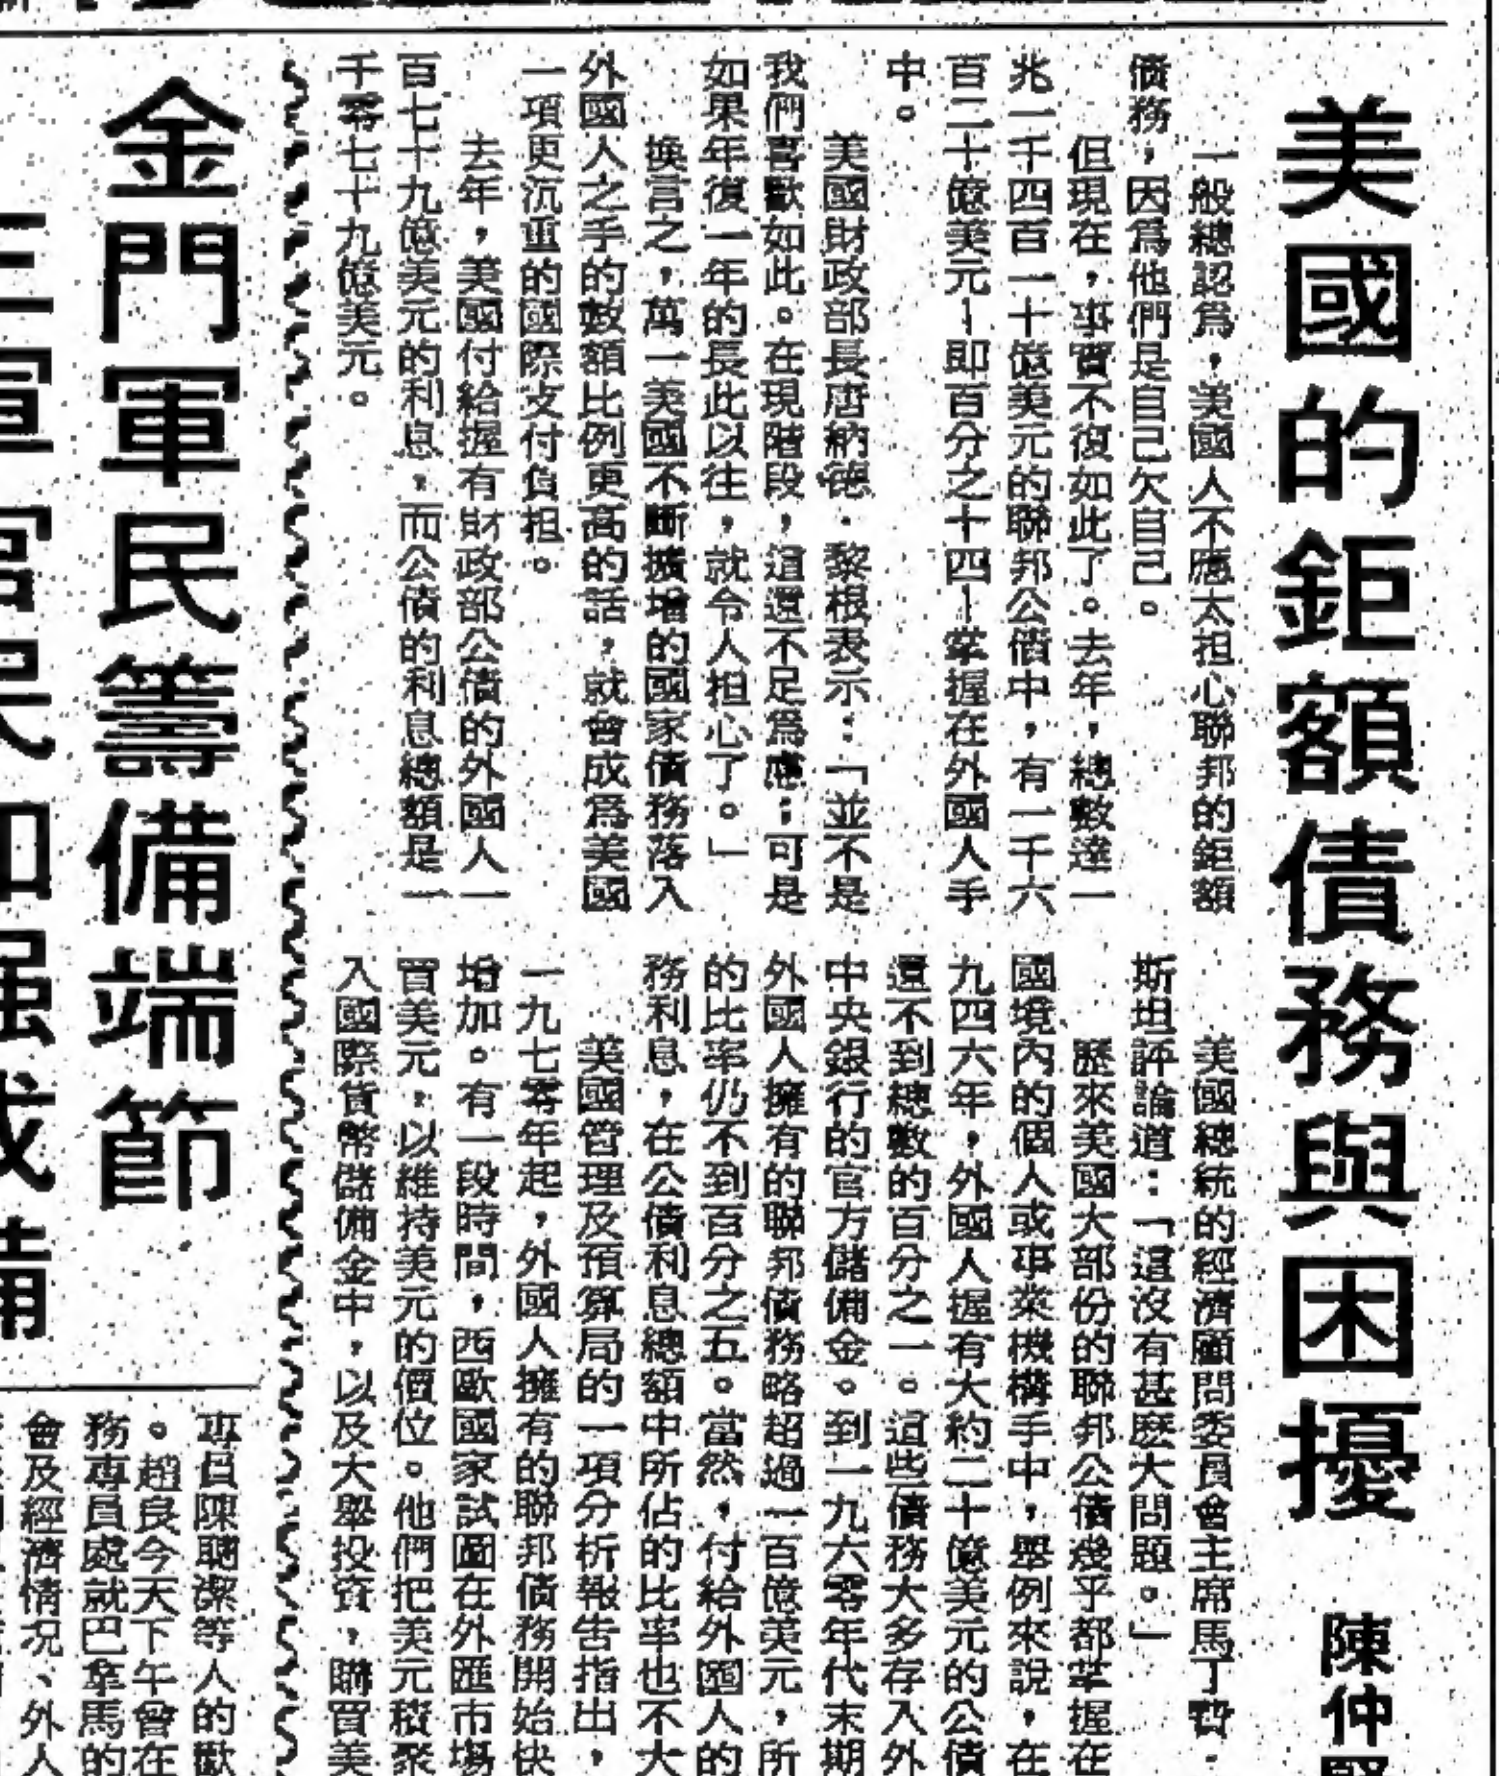 美國的鉅額債務與困擾
陳仲
一般總認爲，美國人不應太担心聯邦的鉅額
債務，因爲他們是自己欠自己。
但現在，事實不復如此了。去年，總數達一
兆一千四百一十億美元的聯邦公債中，有一千六
百二十億美元－即百分之十四－掌握在外國人手
中。
美國財政部長唐納德．黎根表示：「並不是
我們喜歡如此。在現階段，這還不足爲慮；可是
如果年復一年的長此以往，就令人担心了。」
換言之，萬一美國不斷擴增的國家債務落入
外國人之手的數額比例更高的話，就會成爲美國
一項更沉重的國際支付負担。
去年，美國付給握有財政部公債的外國人一
百七十九億美元的利息，而公債的利息總額是一
千零七十九億美元。
美國總統的經濟顧問委員會主席馬丁費．
斯坦評論道：「這沒有甚麼大問題。」
歷來美國大部份的聯邦公債幾乎都掌握在
國境內的個人或事業機構手中，舉例來說，在
九四六年，外國人握有大約二十億美元的公債
還不到總數的百分之一。這些債務大多存入外
中央銀行的官方儲備金。到一九六零年代末期
外國人擁有的聯邦債務略超過一百億美元，所
的比率仍不到百分之五。當然，付給外國人的
務利息，在公債利息總額中所佔的比率也不大
美國管理及預算局的一項分析報告指出，
一九七零年起，外國人擁有的聯邦債務開始快
增加。有一段時間，西歐國家試圖在外匯市場
買美元，以維持美元的價位。他們把美元積聚
入國際貨幣儲備金中，以及大舉投資，購買美
金門軍民籌備端節
專員陳聰潔等人的歡
。趙良今天下午會在
務專員處就巴拿馬的
會及經濟情況、外人